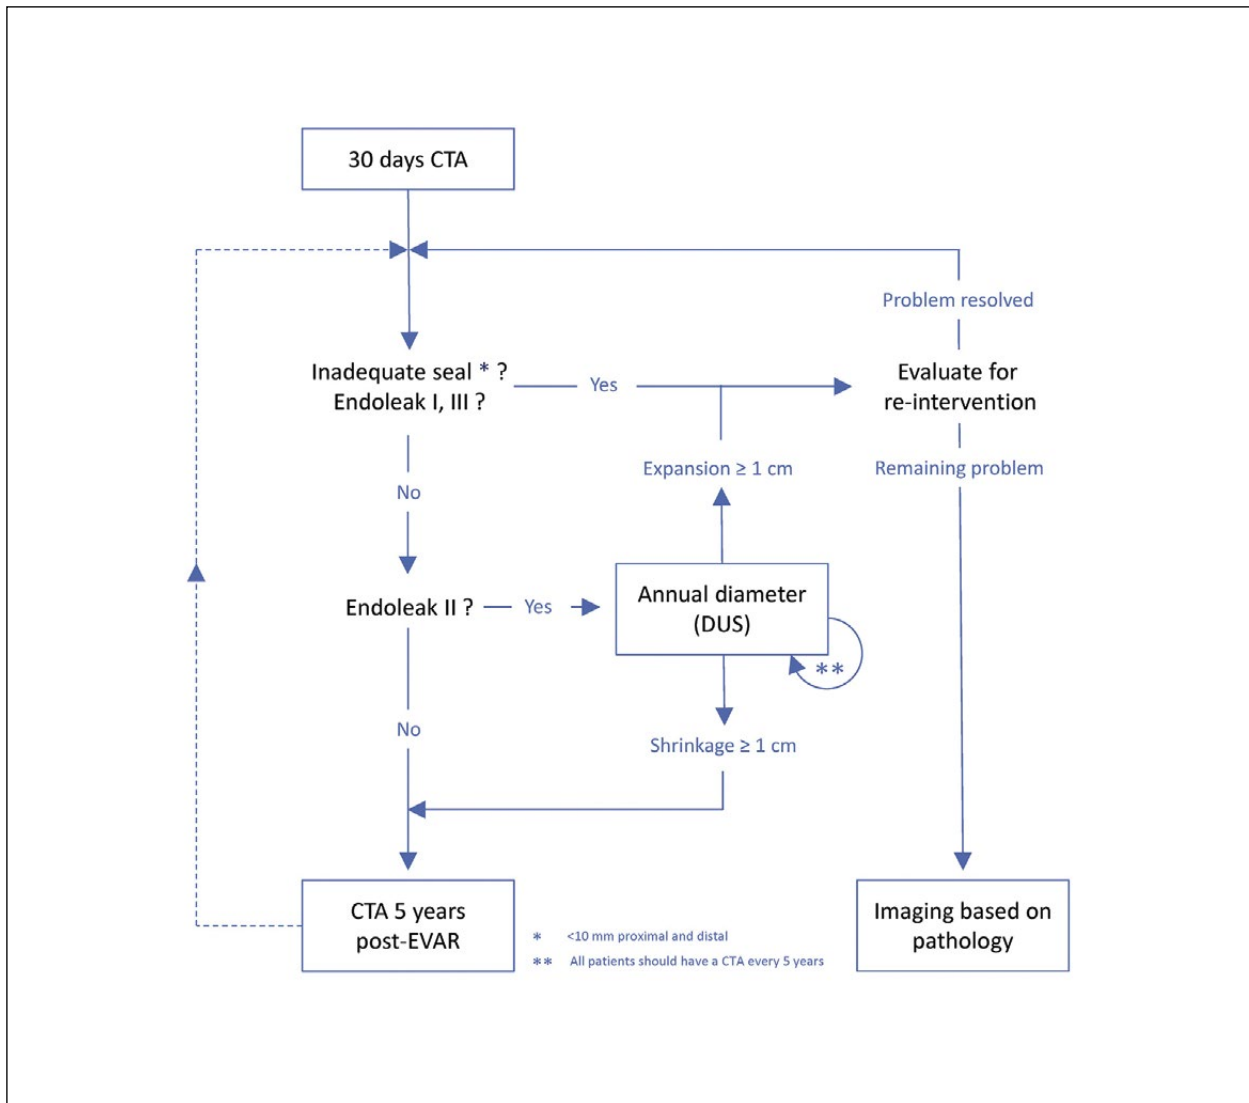 30 days CTA
Problem resolved
Inadequate seal * ?
Endoleak I, III ?
Yes
Evaluate for
re-intervention
Expansion ≥ 1 cm
Remaining problem
No
Endoleak II ?
Yes
Annual diameter
(DUS)
**
No
Shrinkage ≥ 1 cm
CTA 5 years
post-EVAR
* <10 mm proximal and distal
** All patients should have a CTA every 5 years
Imaging based on
pathology